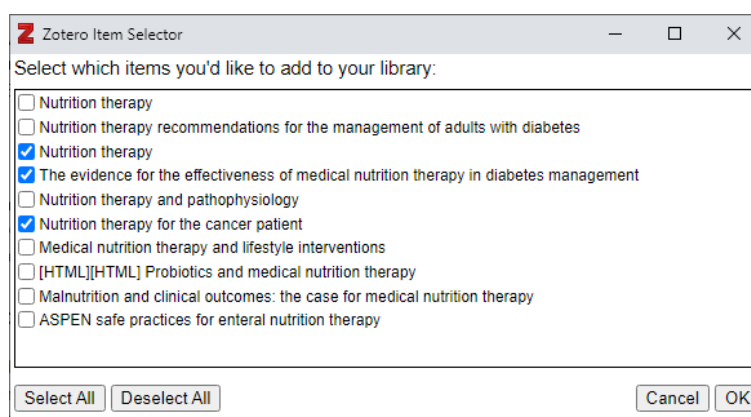 Zotero Item Selector
Select which items you'd like to add to your library:
Nutrition therapy
Nutrition therapy recommendations for the management of adults with diabetes
Nutrition therapy
The evidence for the effectiveness of medical nutrition therapy in diabetes management
Nutrition therapy and pathophysiology
Nutrition therapy for the cancer patient
Medical nutrition therapy and lifestyle interventions
[HTML][HTML] Probiotics and medical nutrition therapy
Malnutrition and clinical outcomes: the case for medical nutrition therapy
ASPEN safe practices for enteral nutrition therapy
Select All Deselect All Cancel OK